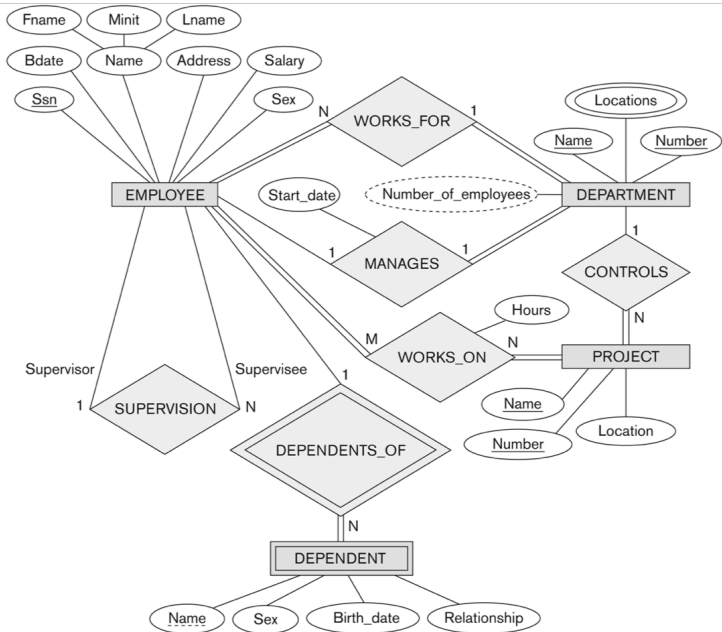 Fname Minit Lname
Bdate Name Address Salary
Ssn Sex
N WORKS_FOR 1
Locations
Name Number
EMPLOYEE Start_date Number_of_employees DEPARTMENT
1 MANAGES 1
1
CONTROLS
N
Hours
M WORKS_ON N PROJECT
Supervisor Supervisee
1 SUPERVISION N
1
Name
Number Location
DEPENDENTS_OF
N
DEPENDENT
Name Sex Birth_date Relationship